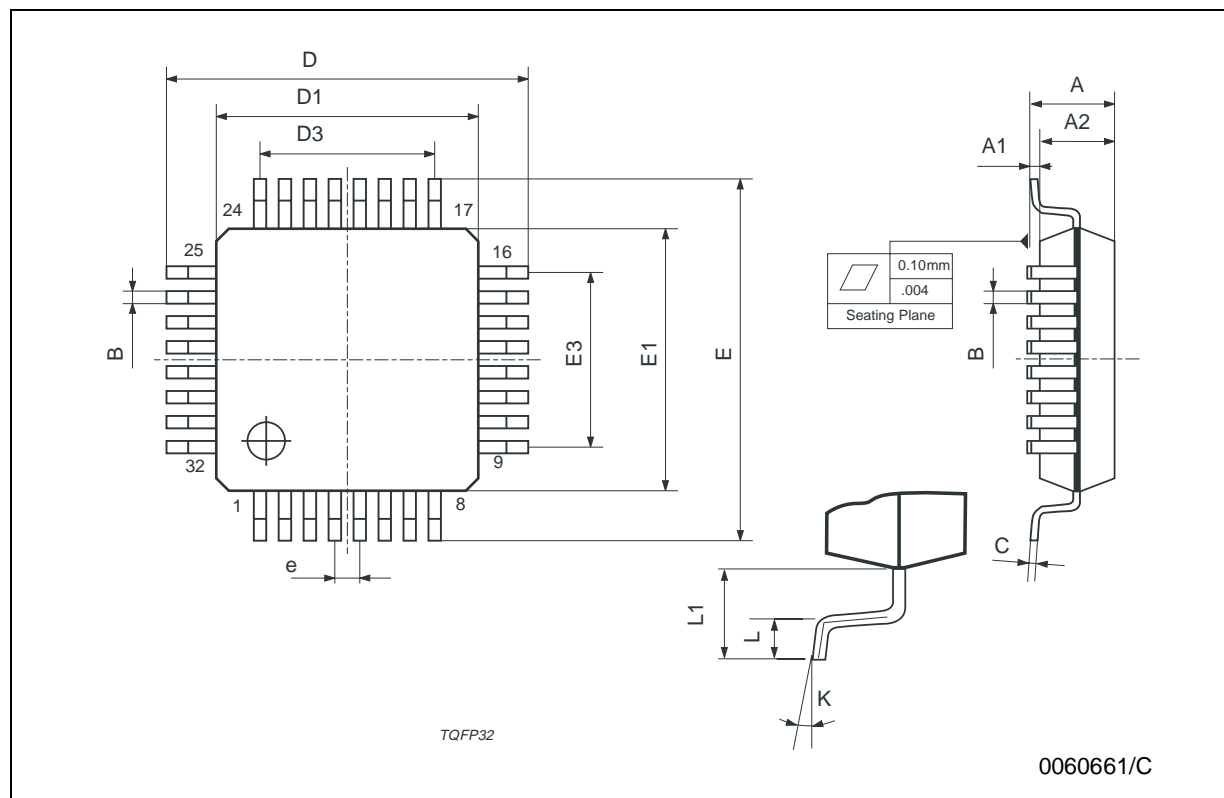 D
D1
D3
A
A2
A1
24
17
25
16
0.10mm
.004
Seating Plane
B
E3
E1
E
B
32
9
1
8
e
C
L1
L
K
TQFP32
0060661/C